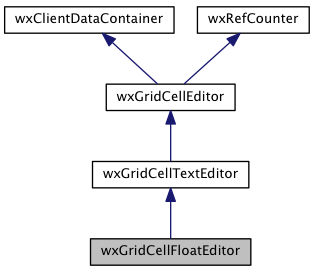 wxClientDataContainer
wxRefCounter
wxGridCellEditor
wxGridCellTextEditor
wxGridCellFloatEditor